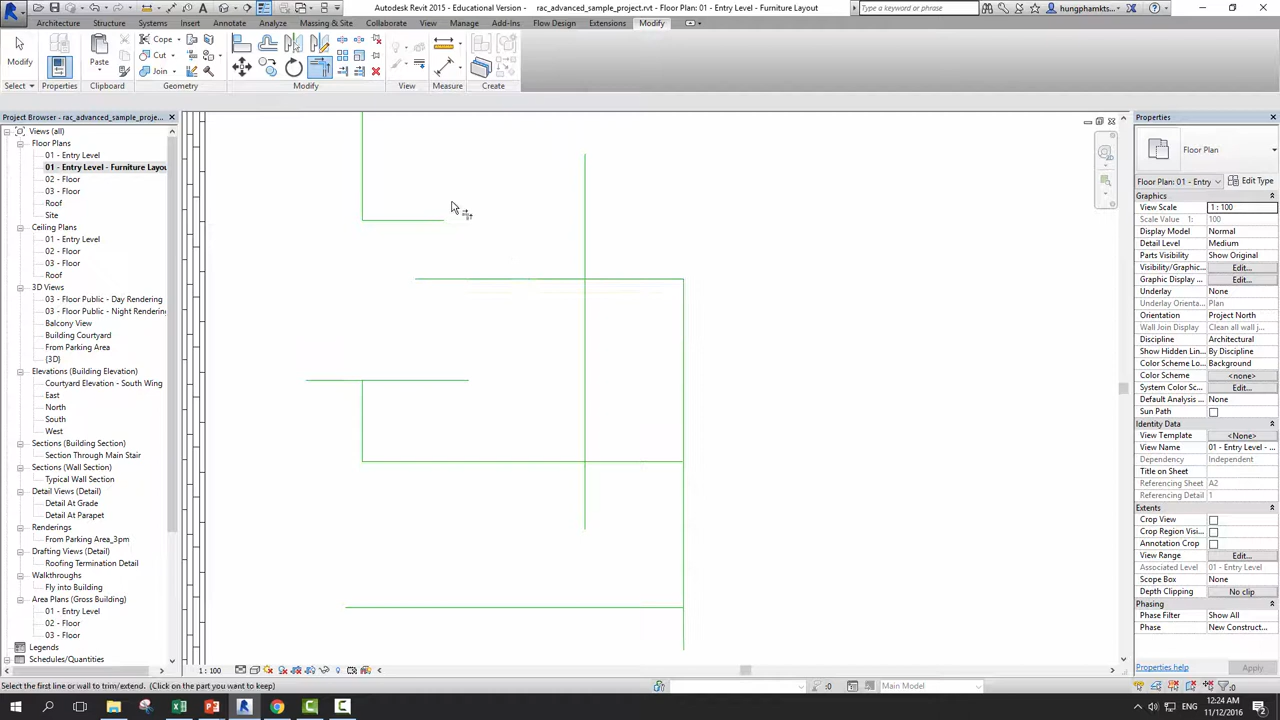 Autodesk Revit 2015 - Educational Version - rac_advanced_sample_project.rvt - Floor Plan: 01 - Entry Level - Furniture Layout
Type a keyword or phrase
hungphamkts...
Architecture Structure Systems Insert Annotate Analyze Massing & Site Collaborate View Manage Add-Ins Flow Design Extensions Modify
Modify
Paste
Cope
Cut
Join
Select Properties Clipboard Geometry Modify View Measure Create
Project Browser - rac_advanced_sample_proje...
Views (all)
Floor Plans
01 - Entry Level
01 - Entry Level - Furniture Layou
02 - Floor
03 - Floor
Roof
Site
Ceiling Plans
01 - Entry Level
02 - Floor
03 - Floor
Roof
3D Views
03 - Floor Public - Day Rendering
03 - Floor Public - Night Rendering
Balcony View
Building Courtyard
From Parking Area
{3D}
Elevations (Building Elevation)
Courtyard Elevation - South Wing
East
North
South
West
Sections (Building Section)
Section Through Main Stair
Sections (Wall Section)
Typical Wall Section
Detail Views (Detail)
Detail At Grade
Detail At Parapet
Renderings
From Parking Area_3pm
Drafting Views (Detail)
Roofing Termination Detail
Walkthroughs
Fly into Building
Area Plans (Gross Building)
01 - Entry Level
02 - Floor
03 - Floor
Legends
Schedules/Quantities
Properties
Floor Plan
Floor Plan: 01 - Entry Edit Type
Graphics
View Scale 1 : 100
Scale Value 1: 100
Display Model Normal
Detail Level Medium
Parts Visibility Show Original
Visibility/Graphic... Edit...
Graphic Display ... Edit...
Underlay None
Underlay Orienta... Plan
Orientation Project North
Wall Join Display Clean all wall j...
Discipline Architectural
Show Hidden Lin... By Discipline
Color Scheme Lo... Background
Color Scheme <none>
System Color Sc... Edit...
Default Analysis ... None
Sun Path
Identity Data
View Template <None>
View Name 01 - Entry Level - ...
Dependency Independent
Title on Sheet
Referencing Sheet A2
Referencing Detail 1
Extents
Crop View
Crop Region Visi...
Annotation Crop
View Range Edit...
Associated Level 01 - Entry Level
Scope Box None
Depth Clipping No clip
Phasing
Phase Filter Show All
Phase New Construct...
Properties help Apply
1 : 100
Select the first line or wall to trim/extend. (Click on the part you want to keep)
:0
Main Model
:0
ENG
12:24 AM
11/12/2016